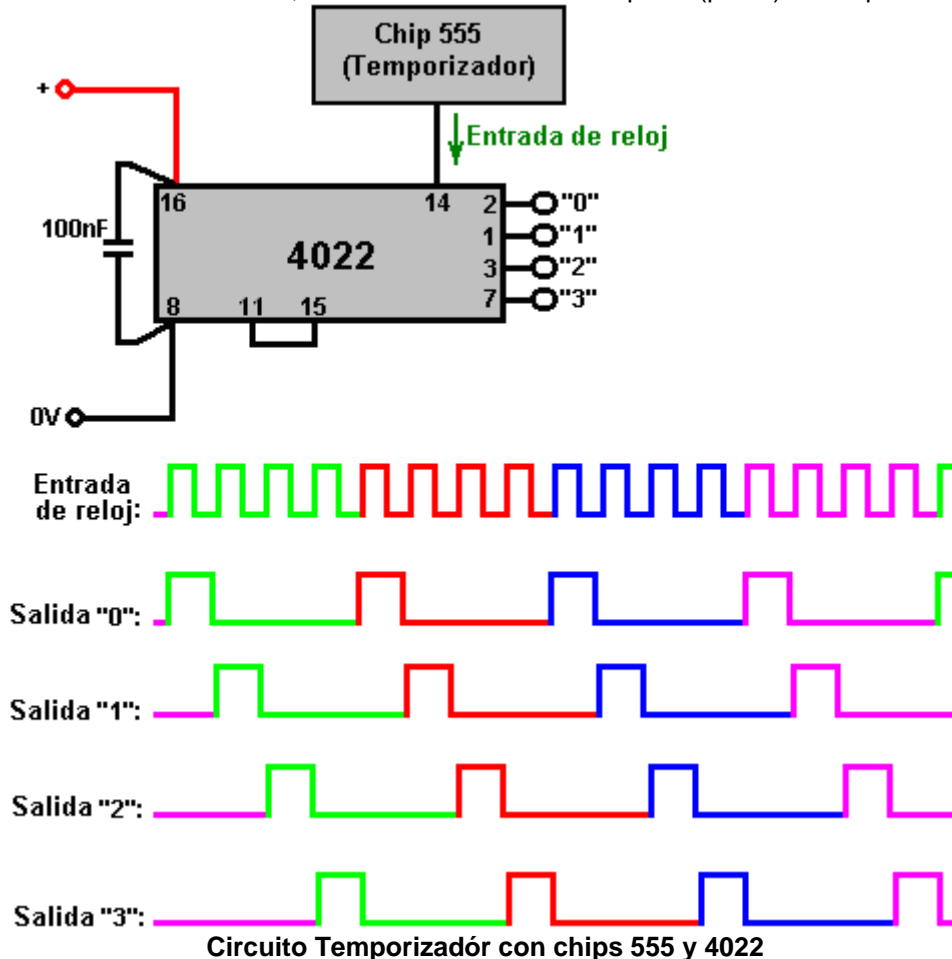 Chip 555
(Temporizador)
+
Entrada de reloj
16 14 2 "0"
100nF
1 "1"
4022
3 "2"
8 11 15 7 "3"
0V
Entrada
de reloj:
Salida "0":
Salida "1":
Salida "2":
Salida "3":
Circuito Temporizadór con chips 555 y 4022